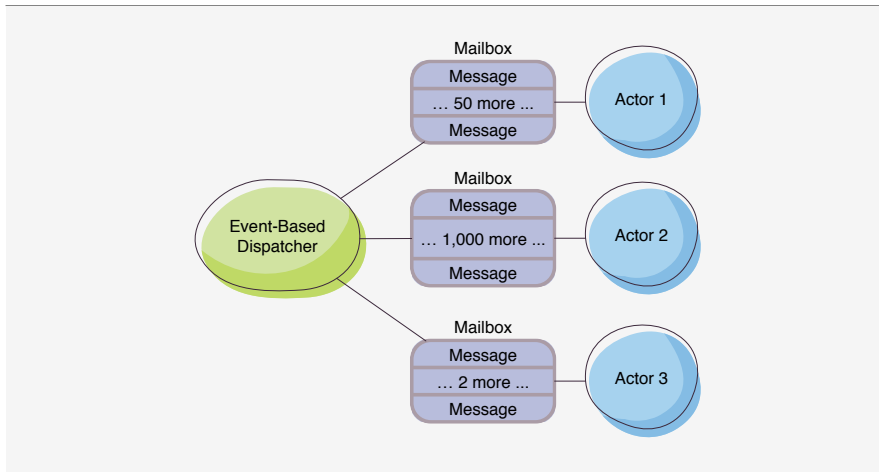 Mailbox
Message
… 50 more ...
Message
Actor 1
Event-Based
Dispatcher
Mailbox
Message
… 1,000 more ...
Message
Actor 2
Mailbox
Message
… 2 more ...
Message
Actor 3